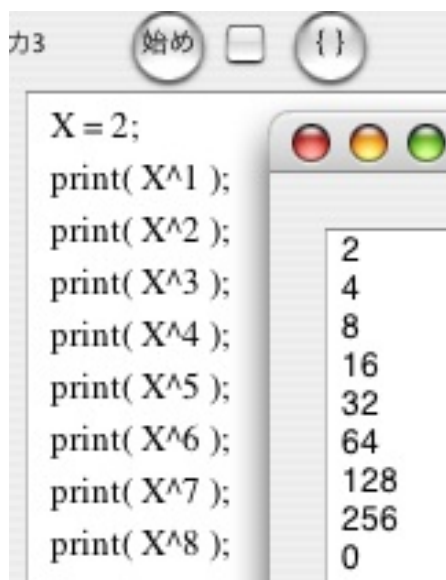 力3 始め { }
X = 2;
print( X^1 );
print( X^2 );
print( X^3 );
print( X^4 );
print( X^5 );
print( X^6 );
print( X^7 );
print( X^8 );
2
4
8
16
32
64
128
256
0